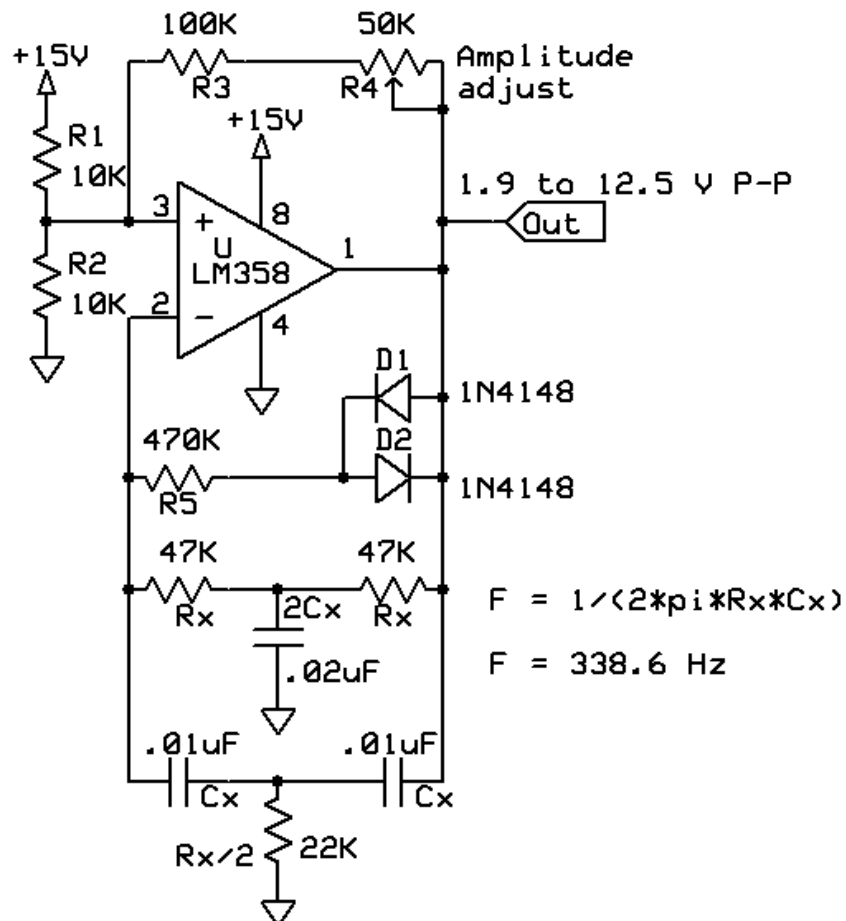 100K
50K
+15V
R3
R4
Amplitude
adjust
+15V
R1
10K
1.9 to 12.5 V P-P
3
+
8
U
1
Out
LM358
R2
10K
2
-
4
D1
1N4148
470K
D2
R5
1N4148
47K
47K
Rx
2Cx
Rx
F = 1/(2*pi*Rx*Cx)
.02uF
F = 338.6 Hz
.01uF
.01uF
Cx
Cx
Rx/2
22K